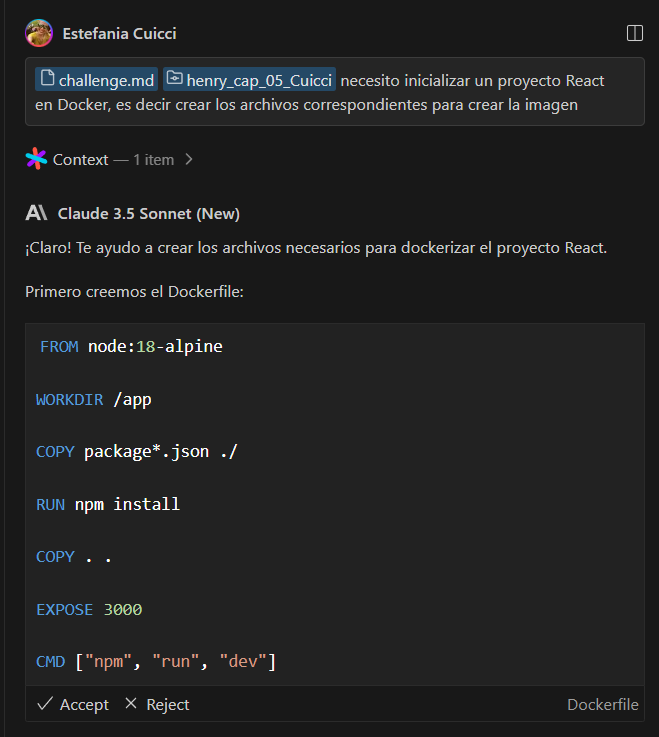 Estefania Cuicci
challenge.md henry_cap_05_Cuicci necesito inicializar un proyecto React
en Docker, es decir crear los archivos correspondientes para crear la imagen
Context — 1 item
Claude 3.5 Sonnet (New)
¡Claro! Te ayudo a crear los archivos necesarios para dockerizar el proyecto React.
Primero creemos el Dockerfile:
FROM node:18-alpine
WORKDIR /app
COPY package*.json ./
RUN npm install
COPY . .
EXPOSE 3000
CMD ["npm", "run", "dev"]
Accept Reject Dockerfile